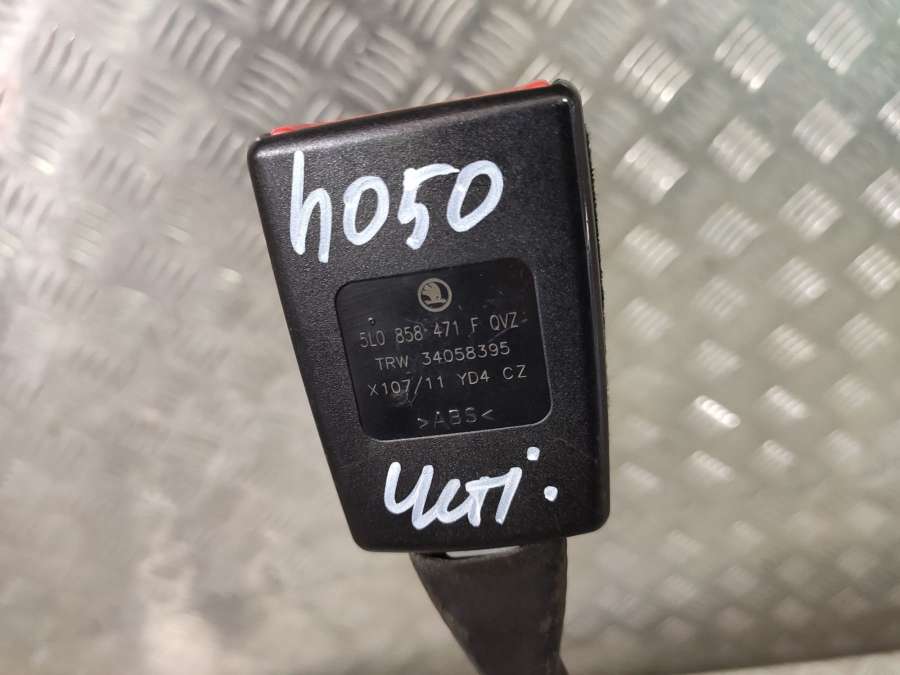 h050
5L0 858 471 F QVZ
TRW 34058395
X107/11 YD4 CZ
>ABS<